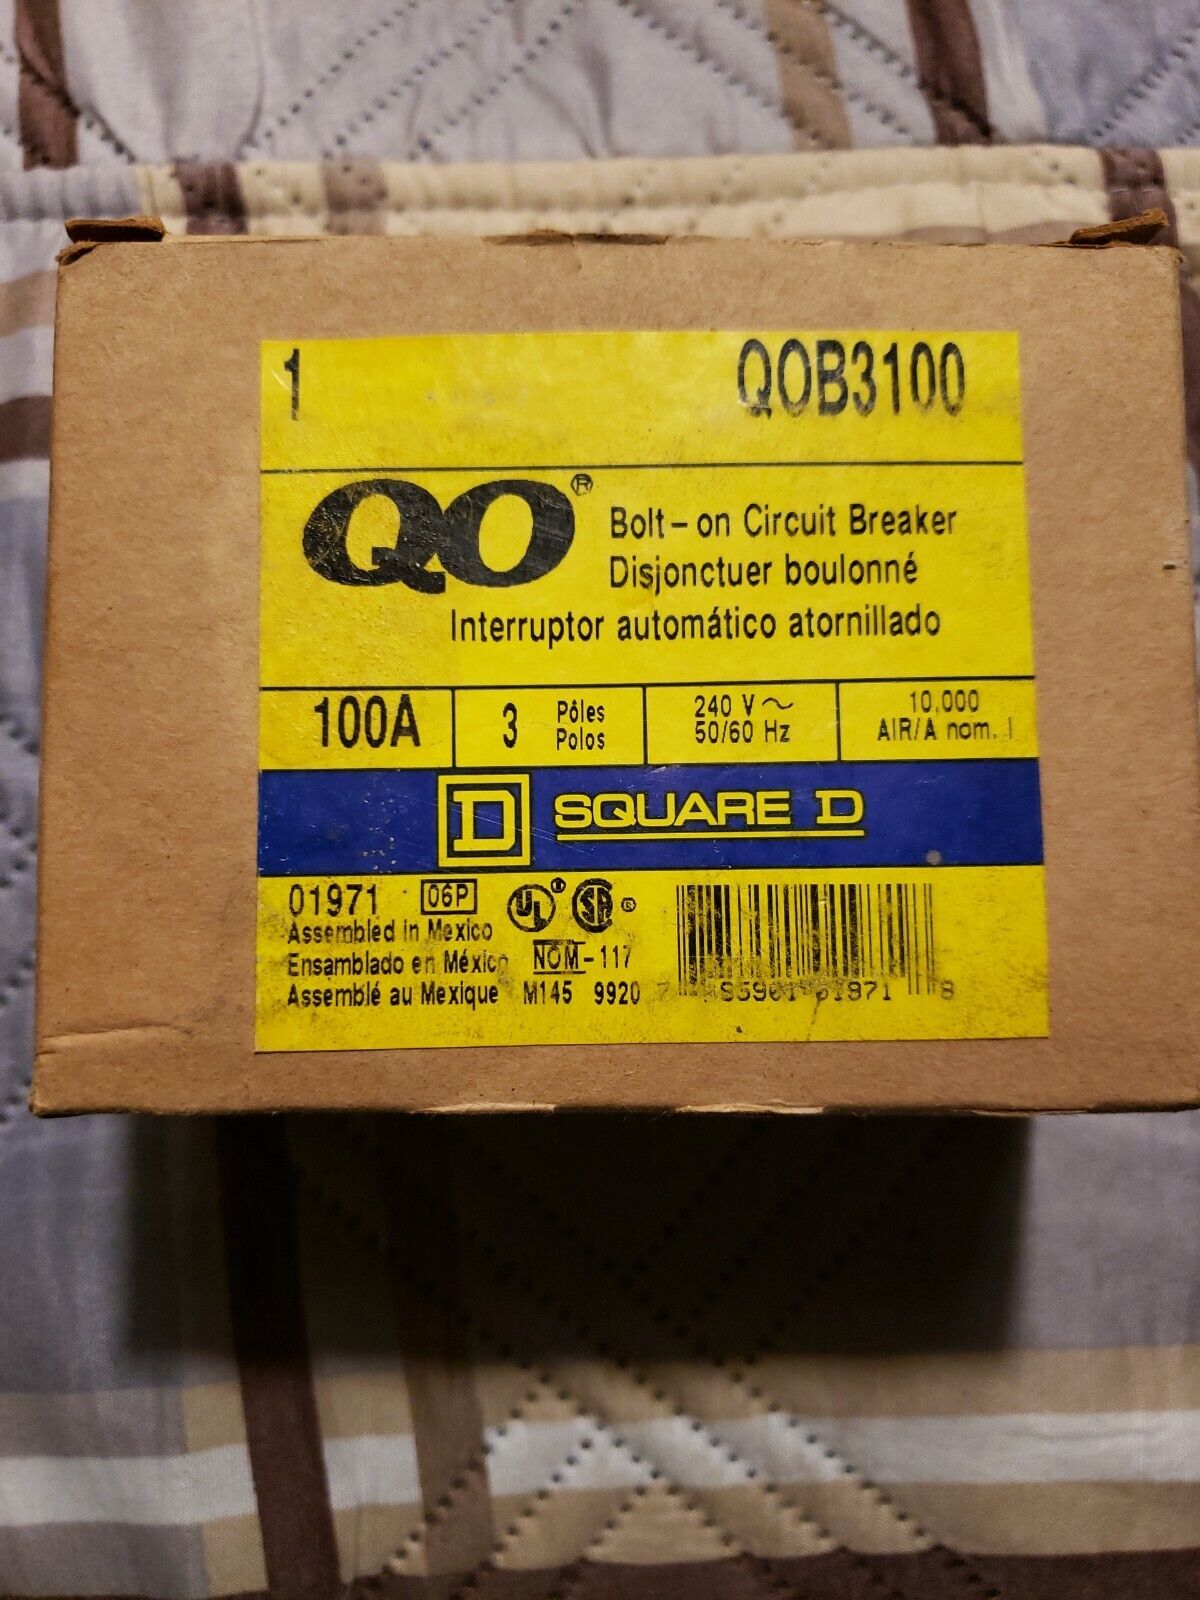 1 QOB3100
QO® Bolt-on Circuit Breaker
Disjonctuer boulonné
Interruptor automático atornillado
100A 3 Pôles 240 V ~ 10,000
Polos 50/60 Hz AIR/A nom. I
D SQUARE D
01971 06P UL ® SA ®
Assembled in Mexico
Ensamblado en México NOM-117
Assemblé au Mexique M145 9920